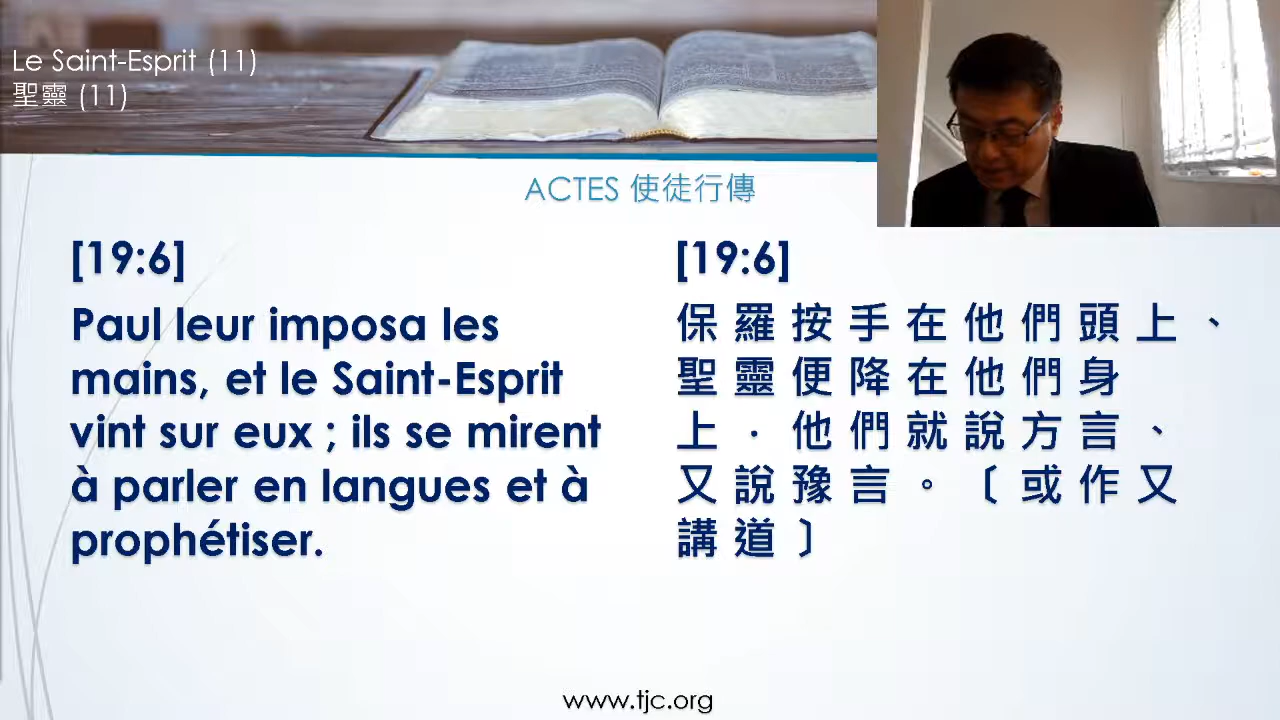 Le Saint-Esprit (11)
聖靈 (11)
ACTES 使徒行傳
[19:6]
Paul leur imposa les
mains, et le Saint-Esprit
vint sur eux ; ils se mirent
à parler en langues et à
prophétiser.
[19:6]
保羅按手在他們頭上、
聖靈便降在他們身
上．他們就說方言、
又說豫言。〔或作又
講道〕
www.tjc.org